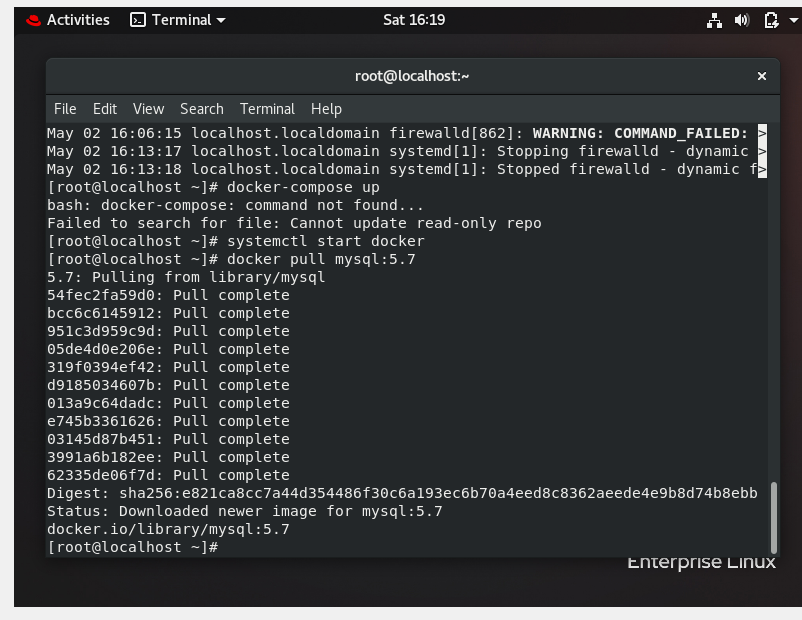 Activities Terminal Sat 16:19
root@localhost:~ ×
File Edit View Search Terminal Help
May 02 16:06:15 localhost.localdomain firewalld[862]: WARNING: COMMAND_FAILED: >
May 02 16:13:17 localhost.localdomain systemd[1]: Stopping firewalld - dynamic >
May 02 16:13:18 localhost.localdomain systemd[1]: Stopped firewalld - dynamic f>
[root@localhost ~]# docker-compose up
bash: docker-compose: command not found...
Failed to search for file: Cannot update read-only repo
[root@localhost ~]# systemctl start docker
[root@localhost ~]# docker pull mysql:5.7
5.7: Pulling from library/mysql
54fec2fa59d0: Pull complete
bcc6c6145912: Pull complete
951c3d959c9d: Pull complete
05de4d0e206e: Pull complete
319f0394ef42: Pull complete
d9185034607b: Pull complete
013a9c64dadc: Pull complete
e745b3361626: Pull complete
03145d87b451: Pull complete
3991a6b182ee: Pull complete
62335de06f7d: Pull complete
Digest: sha256:e821ca8cc7a44d354486f30c6a193ec6b70a4eed8c8362aeede4e9b8d74b8ebb
Status: Downloaded newer image for mysql:5.7
docker.io/library/mysql:5.7
[root@localhost ~]#
Enterprise Linux